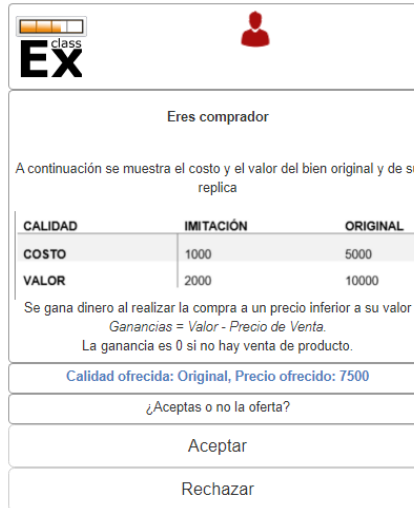 class
Ex
Eres comprador
A continuación se muestra el costo y el valor del bien original y de su
replica
CALIDAD IMITACIÓN ORIGINAL
COSTO 1000 5000
VALOR 2000 10000
Se gana dinero al realizar la compra a un precio inferior a su valor
Ganancias = Valor - Precio de Venta.
La ganancia es 0 si no hay venta de producto.
Calidad ofrecida: Original, Precio ofrecido: 7500
¿Aceptas o no la oferta?
Aceptar
Rechazar